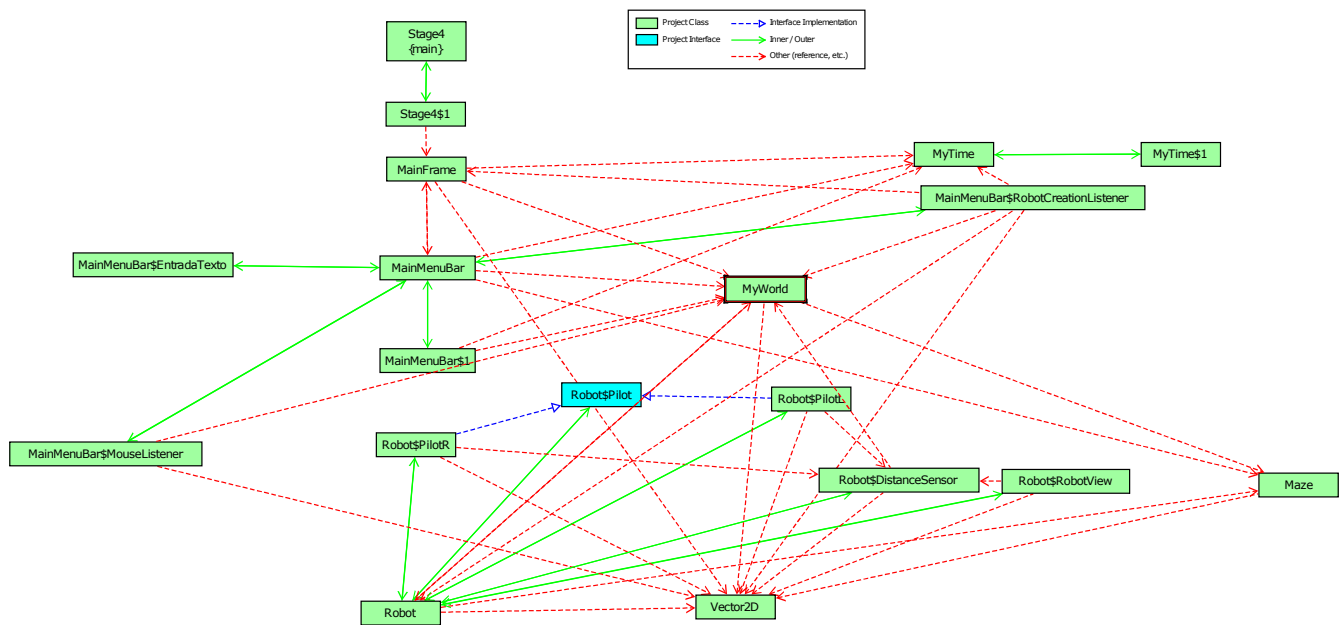 Stage4
{main}
Project Class
Interface Implementation
Project Interface
Inner / Outer
Other (reference, etc.)
Stage4$1
MainFrame
MyTime
MyTime$1
MainMenuBar$RobotCreationListener
MainMenuBar$EntradaTexto
MainMenuBar
MyWorld
MainMenuBar$1
Robot$Pilot
Robot$PilotL
Robot$PilotR
MainMenuBar$MouseListener
Robot$DistanceSensor
Robot$RobotView
Maze
Robot
Vector2D